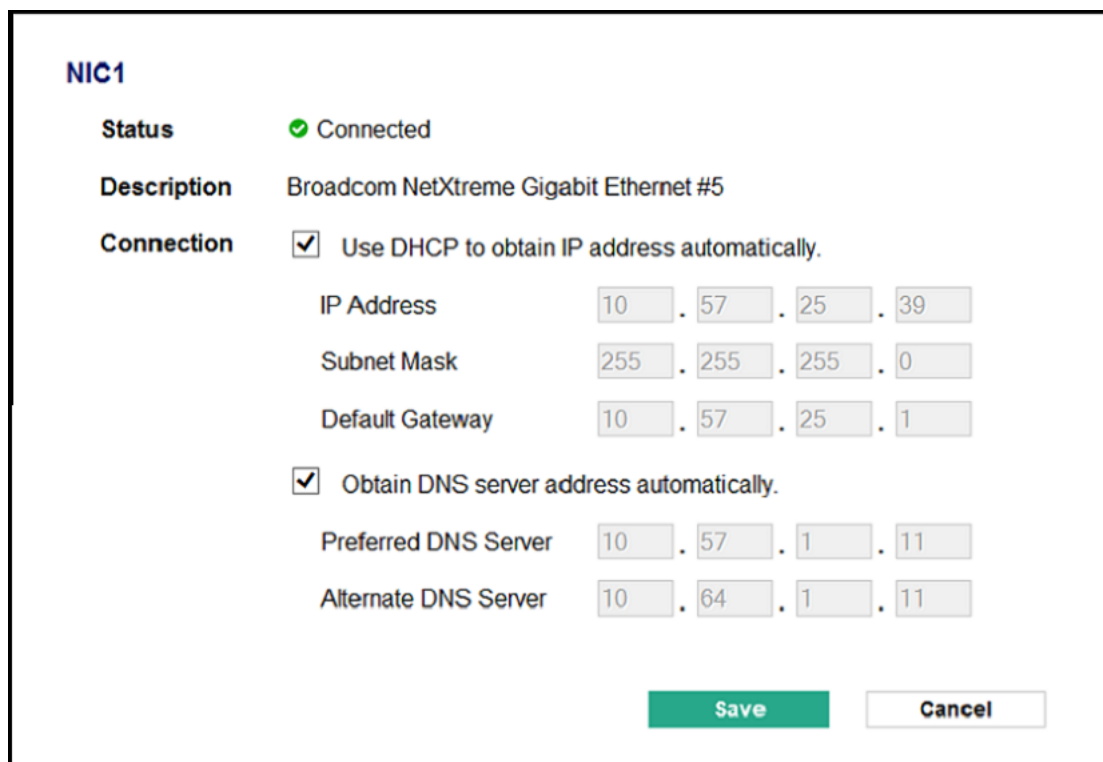 NIC1
Status Connected
Description Broadcom NetXtreme Gigabit Ethernet #5
Connection Use DHCP to obtain IP address automatically.
IP Address 10 . 57 . 25 . 39
Subnet Mask 255 . 255 . 255 . 0
Default Gateway 10 . 57 . 25 . 1
Obtain DNS server address automatically.
Preferred DNS Server 10 . 57 . 1 . 11
Alternate DNS Server 10 . 64 . 1 . 11
Save Cancel